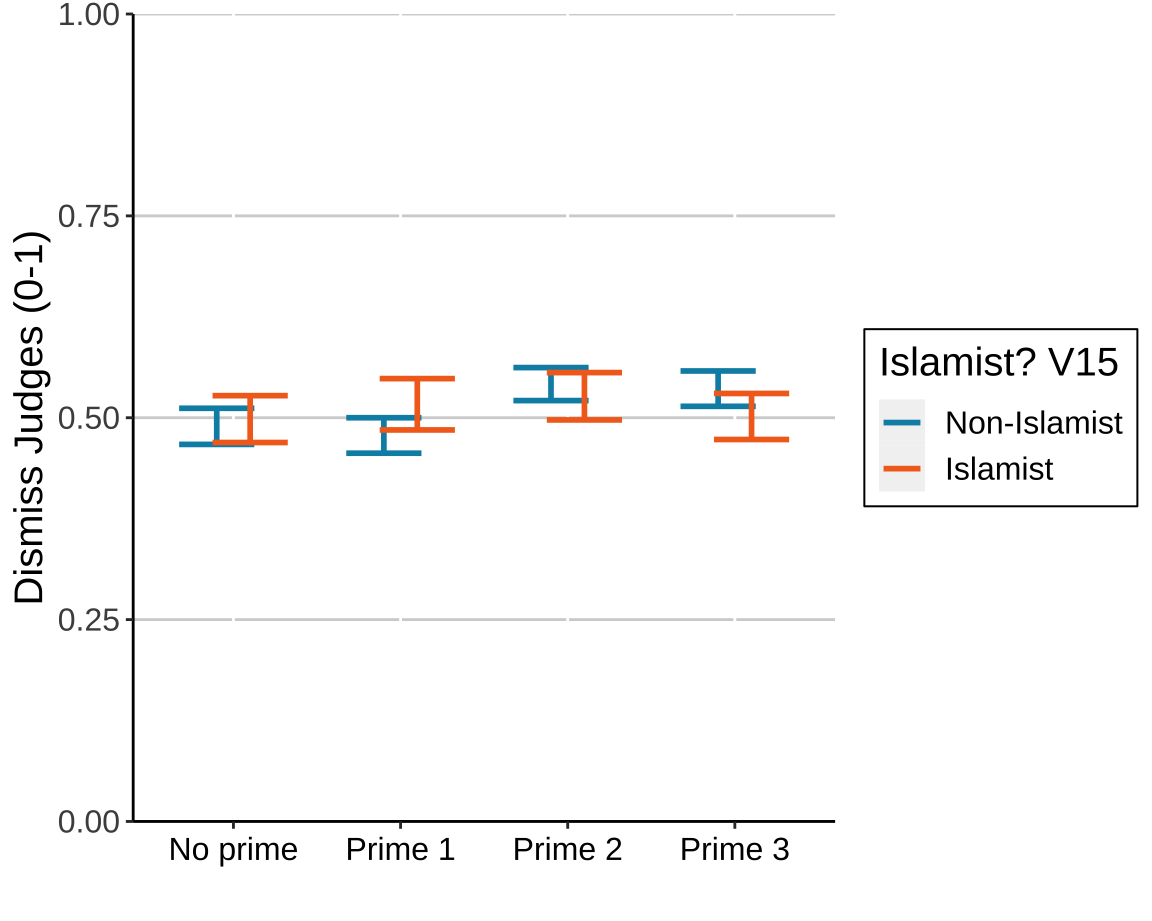 Dismiss Judges (0-1)
1.00
0.75
0.50
0.25
0.00
No prime
Prime 1
Prime 2
Prime 3
Islamist? V15
Non-Islamist
Islamist